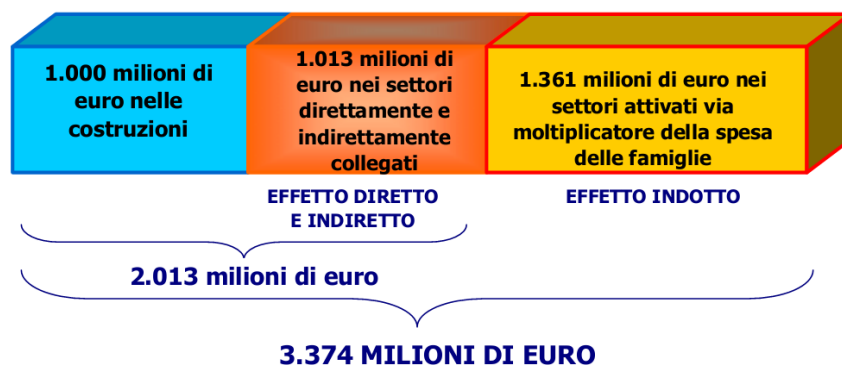 1.000 milioni di
euro nelle
costruzioni
1.013 milioni di
euro nei settori
direttamente e
indirettamente
collegati
1.361 milioni di euro nei
settori attivati via
moltiplicatore della spesa
delle famiglie
EFFETTO DIRETTO
E INDIRETTO
EFFETTO INDOTTO
2.013 milioni di euro
3.374 MILIONI DI EURO